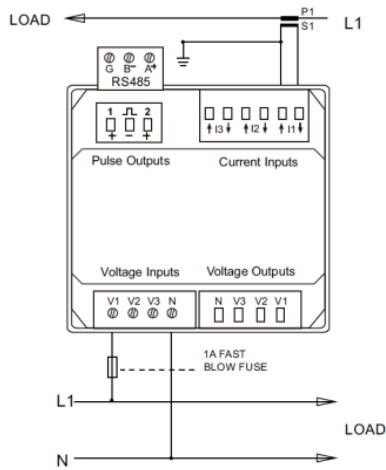 LOAD
P1
S1
L1
G B- A+
RS485
1 2
+ - +
I3 I2 I1
Pulse Outputs
Current Inputs
Voltage Inputs
Voltage Outputs
V1 V2 V3 N
N V3 V2 V1
1A FAST
BLOW FUSE
L1
LOAD
N